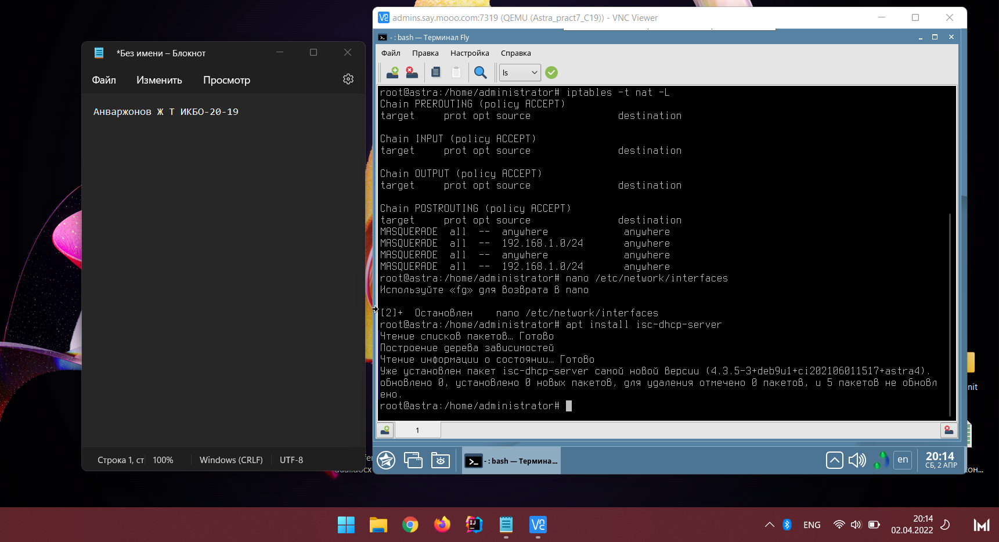 admins.say.mooo.com:7319 (QEMU (Astra_pract7_C19)) - VNC Viewer
- : bash — Терминал Fly
*Без имени – Блокнот
Файл Правка Настройка Справка
Файл Изменить Просмотр
ls
Анваржонов Ж Т ИКБО-20-19
root@astra:/home/administrator# iptables -t nat -L
Chain PREROUTING (policy ACCEPT)
target prot opt source destination
Chain INPUT (policy ACCEPT)
target prot opt source destination
Chain OUTPUT (policy ACCEPT)
target prot opt source destination
Chain POSTROUTING (policy ACCEPT)
target prot opt source destination
MASQUERADE all -- anywhere anywhere
MASQUERADE all -- 192.168.1.0/24 anywhere
MASQUERADE all -- anywhere anywhere
MASQUERADE all -- 192.168.1.0/24 anywhere
root@astra:/home/administrator# nano /etc/network/interfaces
Используйте «fg» для возврата в nano
[2]+ Остановлен nano /etc/network/interfaces
root@astra:/home/administrator# apt install isc-dhcp-server
Чтение списков пакетов… Готово
Построение дерева зависимостей
Чтение информации о состоянии… Готово
Уже установлен пакет isc-dhcp-server самой новой версии (4.3.5-3+deb9u1+ci202106011517+astra4).
обновлено 0, установлено 0 новых пакетов, для удаления отмечено 0 пакетов, и 5 пакетов не обновл
ено.
root@astra:/home/administrator#
1
Строка 1, ст 100% Windows (CRLF) UTF-8
- : bash — Термина...
en
20:14
СБ, 2 АПР
ENG
20:14
02.04.2022